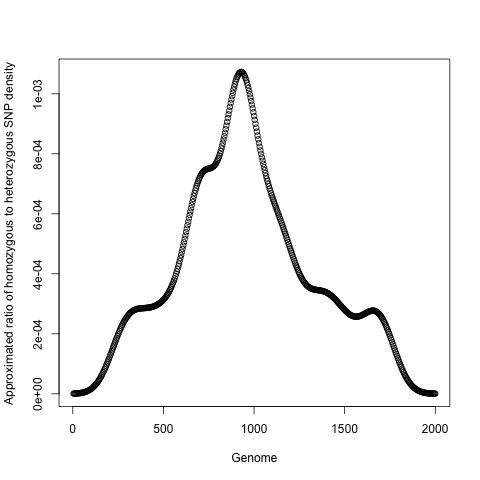 Approximated ratio of homozygous to heterozygous SNP density
1e-03
8e-04
6e-04
4e-04
2e-04
0e+00
0 500 1000 1500 2000
Genome